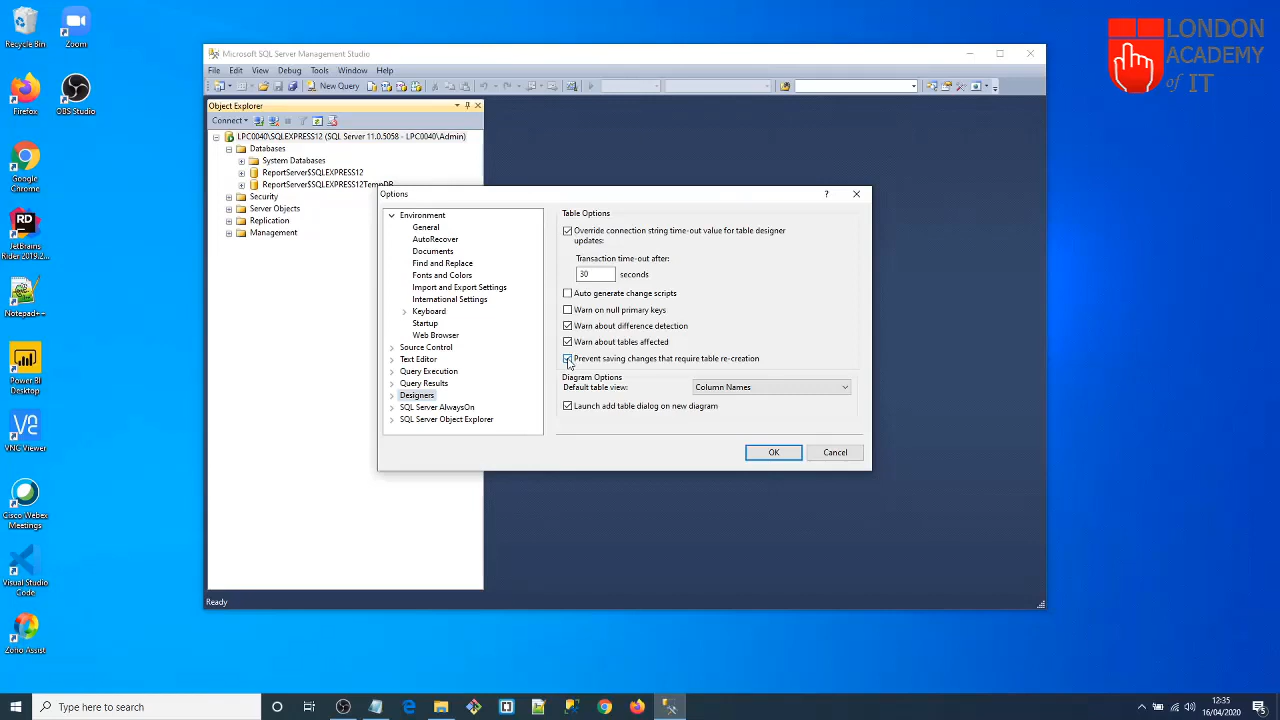 Recycle Bin
Zoom
Firefox
OBS Studio
Google
Chrome
JetBrains
Rider 2019.2...
Notepad++
Power BI
Desktop
VNC Viewer
Cisco Webex
Meetings
Visual Studio
Code
Zoho Assist
LONDON
ACADEMY
of IT
Microsoft SQL Server Management Studio
File Edit View Debug Tools Window Help
New Query
Object Explorer
Connect
LPC0040\SQLEXPRESS12 (SQL Server 11.0.5058 - LPC0040\Admin)
Databases
System Databases
ReportServer$SQLEXPRESS12
ReportServer$SQLEXPRESS12TempDB
Security
Server Objects
Replication
Management
Ready
Options
Environment
General
AutoRecover
Documents
Find and Replace
Fonts and Colors
Import and Export Settings
International Settings
Keyboard
Startup
Web Browser
Source Control
Text Editor
Query Execution
Query Results
Designers
SQL Server AlwaysOn
SQL Server Object Explorer
Table Options
Override connection string time-out value for table designer
updates:
Transaction time-out after:
30 seconds
Auto generate change scripts
Warn on null primary keys
Warn about difference detection
Warn about tables affected
Prevent saving changes that require table re-creation
Diagram Options
Default table view: Column Names
Launch add table dialog on new diagram
OK Cancel
Type here to search
12:35
16/04/2020